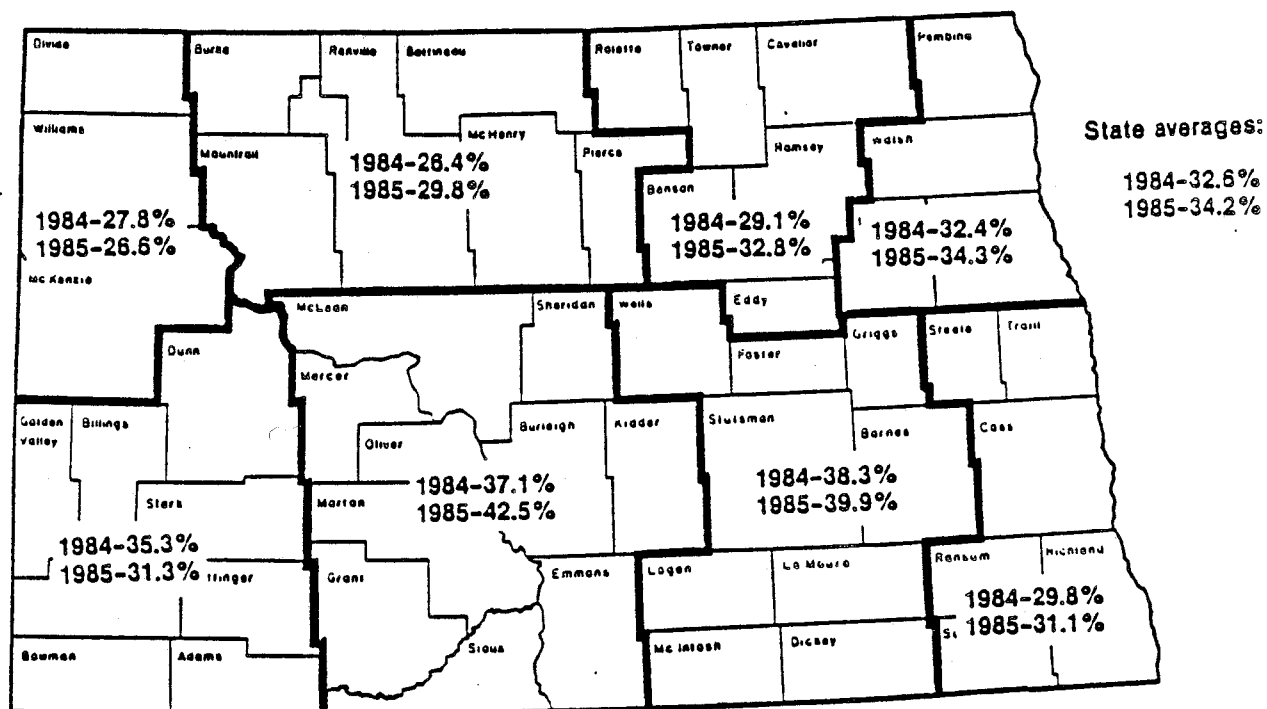 Divide
Burke
Renville
Bottineau
Rolette
Towner
Cavalier
Pembina
Williams
Mountrail
McHenry
Pierce
Ramsey
Walsh
Benson
State averages:
1984-32.6%
1985-34.2%
1984-26.4%
1985-29.8%
1984-27.8%
1985-26.6%
1984-29.1%
1985-32.8%
1984-32.4%
1985-34.3%
McKenzie
McLean
Sheridan
Wells
Eddy
Griggs
Steele
Traill
Dunn
Mercer
Foster
Golden
Valley
Billings
Oliver
Burleigh
Kidder
Stutsman
Barnes
Cass
Stark
Morton
1984-37.1%
1985-42.5%
1984-38.3%
1985-39.9%
1984-35.3%
1985-31.3%
ttinger
Grant
Emmons
Logan
La Moure
Ransom
Richland
1984-29.8%
1985-31.1%
Bowman
Adams
Sioux
Mc Intosh
Dickey